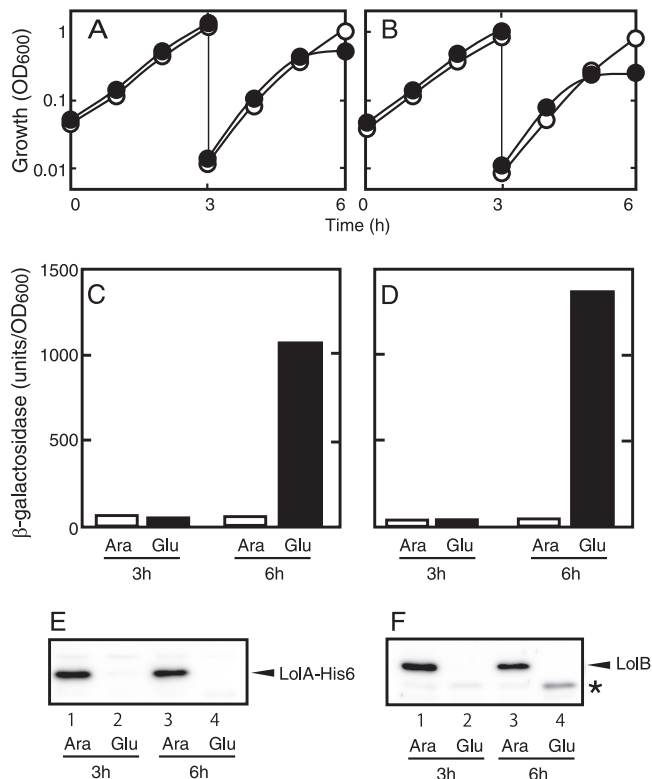 A B
Growth (OD600)
1
0.1
0.01
0 3 6 0 3 6
Time (h)
C D
β-galactosidase (units/OD600)
1500
1000
500
0
Ara Glu Ara Glu Ara Glu Ara Glu
3h 6h 3h 6h
E F
LolA-His6 LolB
*
1 2 3 4 1 2 3 4
Ara Glu Ara Glu Ara Glu Ara Glu
3h 6h 3h 6h